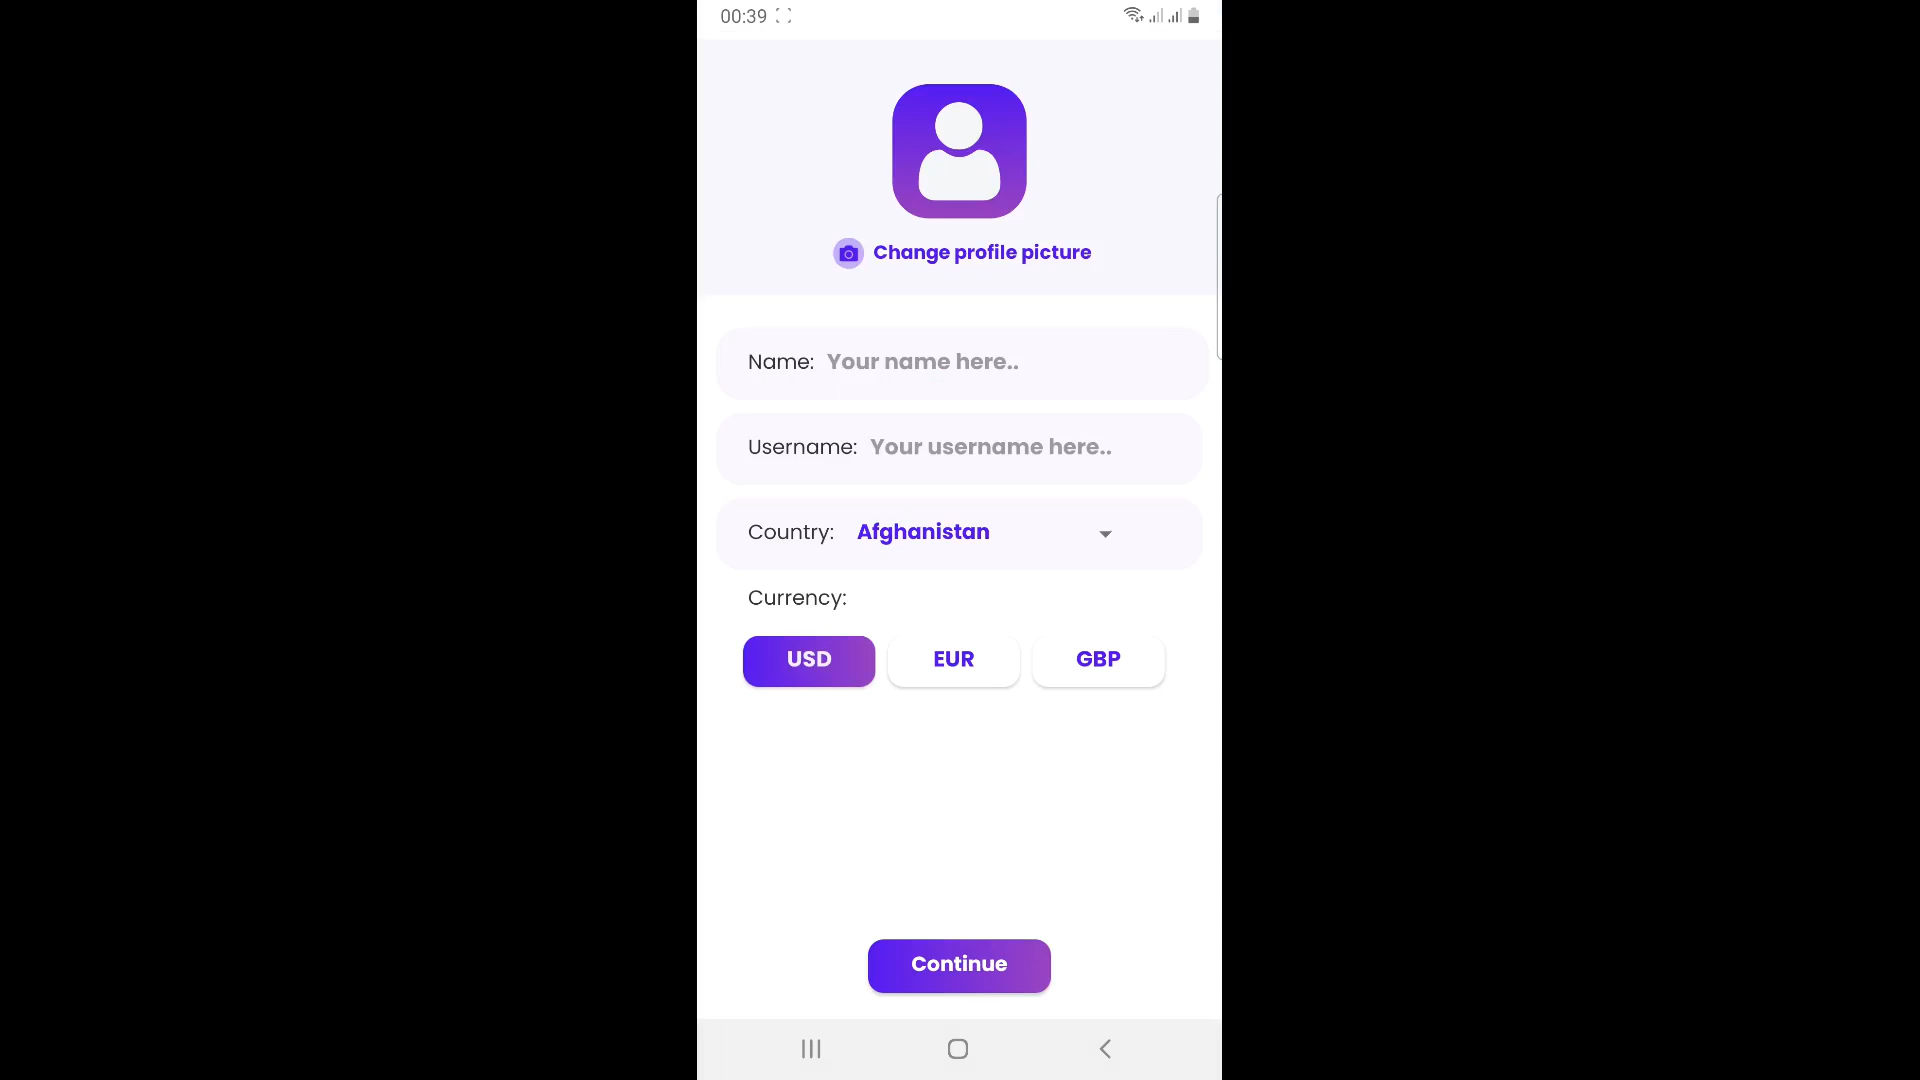 00:39
Change profile picture
Name: Your name here..
Username: Your username here..
Country: Afghanistan
Currency:
USD EUR GBP
Continue